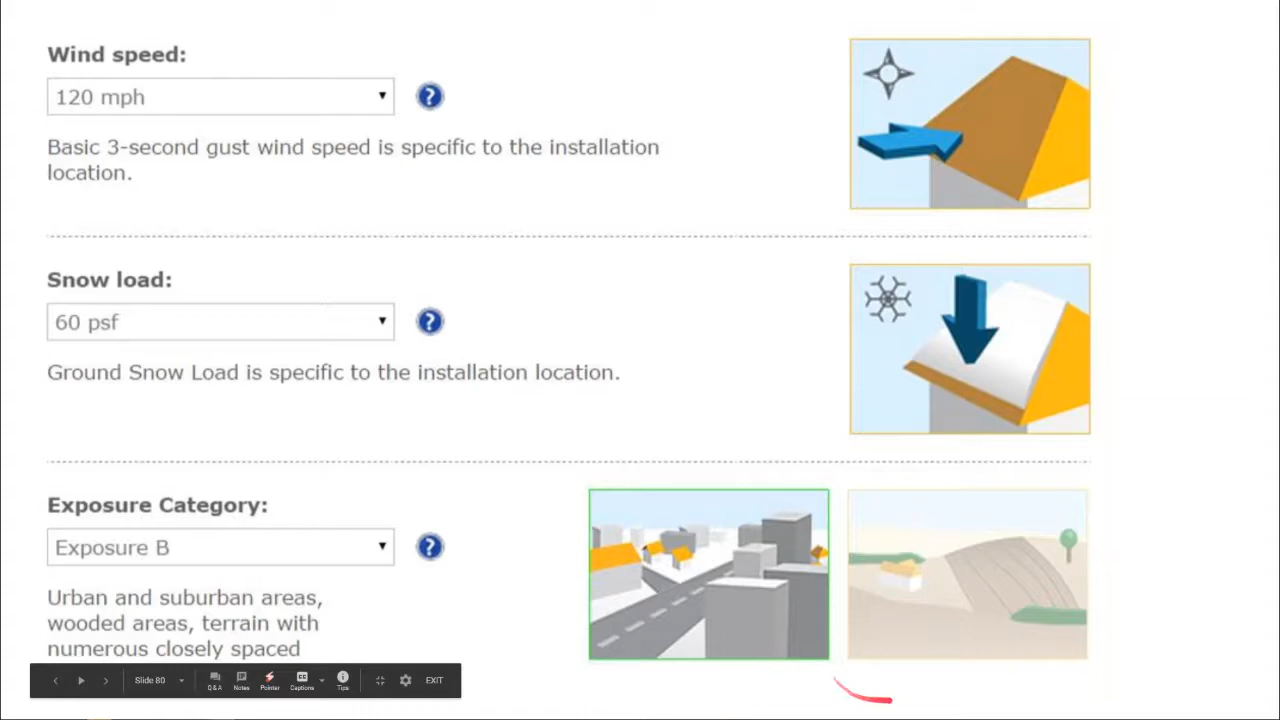 Wind speed:
120 mph
?
Basic 3-second gust wind speed is specific to the installation
location.
Snow load:
60 psf
?
Ground Snow Load is specific to the installation location.
Exposure Category:
Exposure B
?
Urban and suburban areas,
wooded areas, terrain with
numerous closely spaced
Slide 80
Q&A
Notes
Pointer
CC
Captions
Tips
EXIT